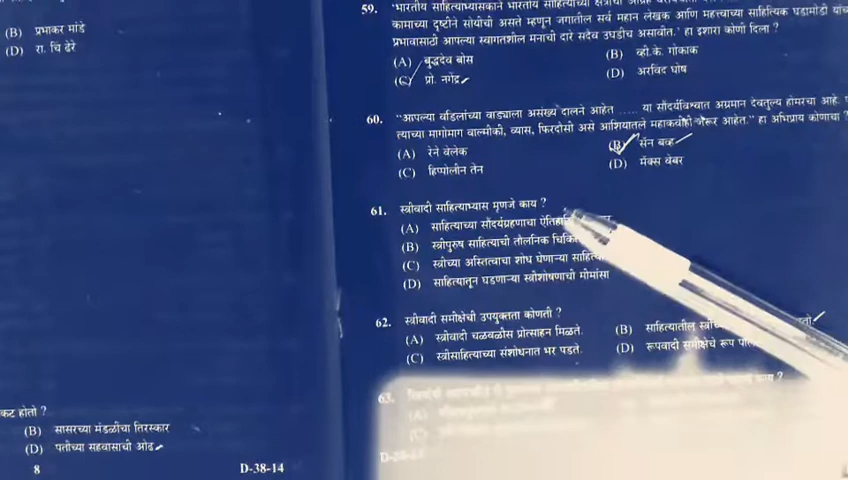 (B) प्रभाकर मांडे
(D) रा. चि ढेरे
कट होतो ?
(B) सासरच्या मंडळींचा तिरस्कार
(D) पतीच्या सहवासाची ओढ
8
D-38-14
59. 'भारतीय साहित्याभ्यासकाने भारतीय साहित्याच्या
कामाच्या दृष्टीने सोयीची असते म्हणून जगातील सर्व महान लेखक आणि महत्त्वाच्या साहित्यिक घडामोडी यांच
प्रभावासाठी आपल्या स्वागतशील मनाची दारे सदैव उघडीच असावीत.' हा इशारा कोणी दिला ?
(A) बुद्धदेव बोस
(B) व्ही.के. गोकाक
(C) प्रो. नगेंद्र
(D) अरविंद घोष
60. "आपल्या वडिलांच्या वाड्याला असंख्य दालने आहेत ..... या सौंदर्यविश्वात अग्रमान देवतुल्य होमरचा आहे.
त्याच्या मागोमाग वाल्मीकी, व्यास, फिरदौसी असे आशियातले महाकवीही जरूर आहेत." हा अभिप्राय कोणाचा ?
(A) रेने वेलेक
(B) सॅन बव्ह
(C) हिप्पोलीन तेन
(D) मॅक्स वेबर
61. स्त्रीवादी साहित्याभ्यास म्हणजे काय ?
(A) साहित्याच्या सौंदर्यग्रहणाचा
(B) स्त्रीपुरुष साहित्याची तौलनिक
(C) स्त्रीच्या अस्तित्वाचा शोध घेणाऱ्या
(D) साहित्यातून घडणाऱ्या स्त्रीशोषणाची मीमांसा
62. स्त्रीवादी समीक्षेची उपयुक्तता कोणती ?
(A) स्त्रीवादी चळवळीस प्रोत्साहन मिळते.
(B) साहित्यातील
(C) स्त्रीसाहित्याच्या संशोधनात भर पडते.
(D) रूपवादी समीक्षेचे रूप
63.